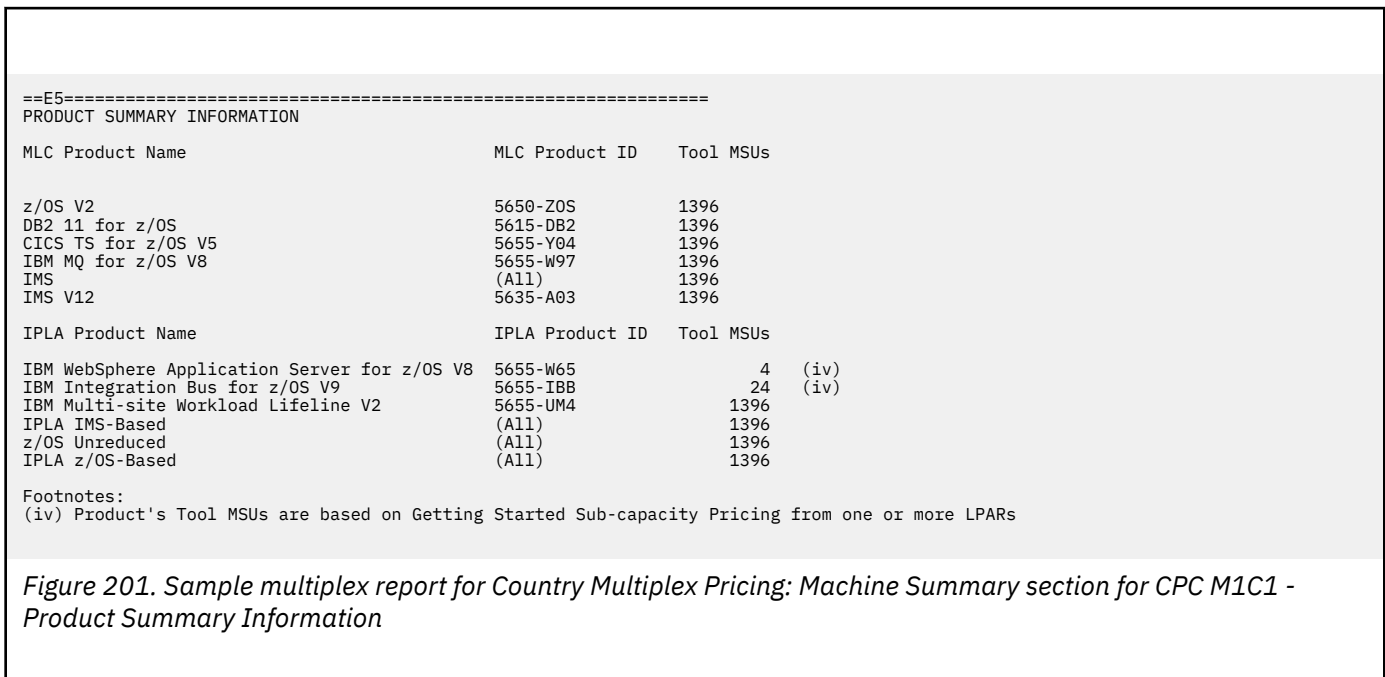 ==E5===============================================================
PRODUCT SUMMARY INFORMATION
MLC Product Name                              MLC Product ID    Tool MSUs
z/OS V2                                       5650-ZOS          1396
DB2 11 for z/OS                               5615-DB2          1396
CICS TS for z/OS V5                           5655-Y04          1396
IBM MQ for z/OS V8                            5655-W97          1396
IMS                                           (All)             1396
IMS V12                                       5635-A03          1396
IPLA Product Name                             IPLA Product ID   Tool MSUs
IBM WebSphere Application Server for z/OS V8  5655-W65                 4   (iv)
IBM Integration Bus for z/OS V9               5655-IBB                24   (iv)
IBM Multi-site Workload Lifeline V2           5655-UM4              1396
IPLA IMS-Based                                (All)                 1396
z/OS Unreduced                                (All)                 1396
IPLA z/OS-Based                               (All)                 1396
Footnotes:
(iv) Product's Tool MSUs are based on Getting Started Sub-capacity Pricing from one or more LPARs
Figure 201. Sample multiplex report for Country Multiplex Pricing: Machine Summary section for CPC M1C1 -
Product Summary Information